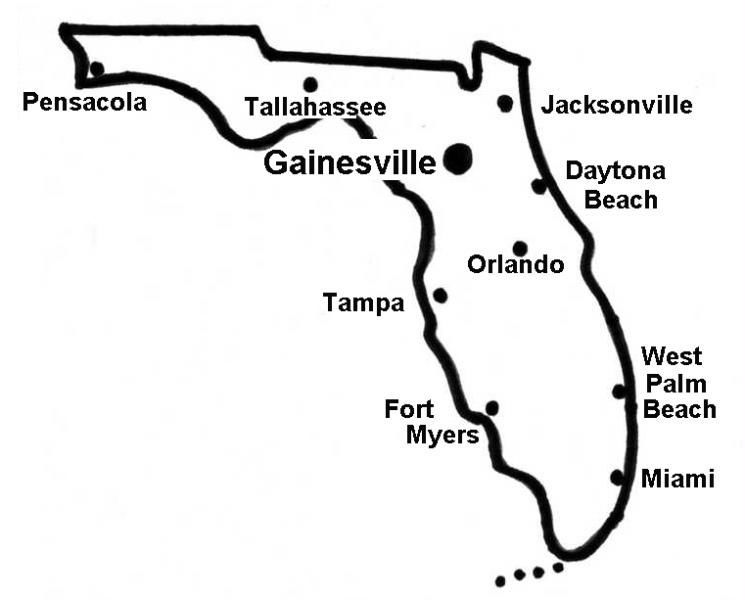 Pensacola
Tallahassee
Jacksonville
Gainesville
Daytona
Beach
Orlando
Tampa
West
Palm
Beach
Fort
Myers
Miami